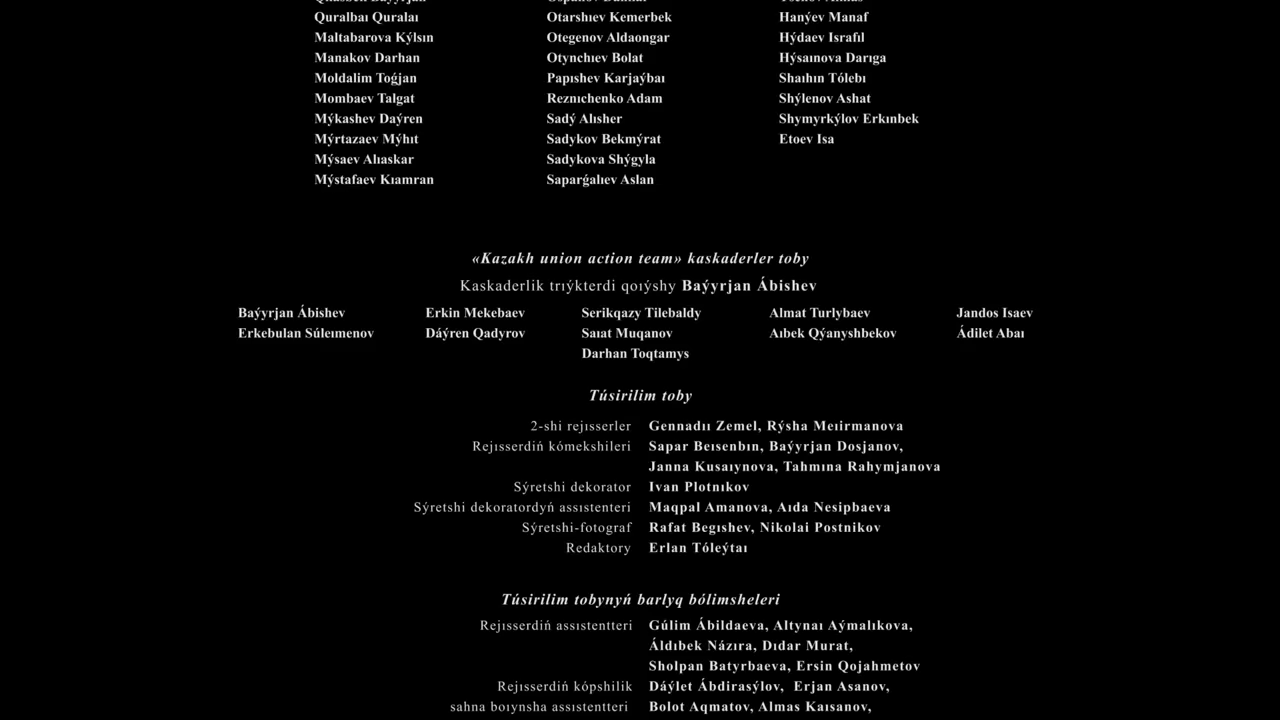 Quralbaı Quralaı Otarshıev Kemerbek Hanýev Manaf
Maltabarova Kýlsın Otegenov Aldaongar Hýdaev Israfıl
Manakov Darhan Otynchıev Bolat Hýsaınova Darıga
Moldalim Toǵjan Papıshev Karjaýbaı Shaıhın Tólebı
Mombaev Talgat Reznıchenko Adam Shýlenov Ashat
Mýkashev Daýren Sadý Alısher Shymyrkýlov Erkınbek
Mýrtazaev Mýhıt Sadykov Bekmýrat Etoev Isa
Mýsaev Alıaskar Sadykova Shýgyla
Mýstafaev Kıamran Saparǵalıev Aslan
«Kazakh union action team» kaskaderler toby
Kaskaderlik trıýkterdi qoıýshy Baýyrjan Ábishev
Baýyrjan Ábishev Erkin Mekebaev Serikqazy Tilebaldy Almat Turlybaev Jandos Isaev
Erkebulan Súleımenov Dáýren Qadyrov Saıat Muqanov Aıbek Qýanyshbekov Ádilet Abaı
Darhan Toqtamys
Túsirilim toby
2-shi rejısserler Gennadıı Zemel, Rýsha Meıirmanova
Rejısserdiń kómekshileri Sapar Beısenbın, Baýyrjan Dosjanov,
Janna Kusaıynova, Tahmına Rahymjanova
Sýretshi dekorator Ivan Plotnıkov
Sýretshi dekoratordyń assıstenteri Maqpal Amanova, Aıda Nesipbaeva
Sýretshi-fotograf Rafat Begıshev, Nikolai Postnikov
Redaktory Erlan Tóleýtaı
Túsirilim tobynyń barlyq bólimsheleri
Rejısserdiń assıstentteri Gúlim Ábildaeva, Altynaı Aýmalıkova,
Áldıbek Názıra, Dıdar Murat,
Sholpan Batyrbaeva, Ersin Qojahmetov
Rejısserdiń kópshilik Dáýlet Ábdirasýlov, Erjan Asanov,
sahna boıynsha assıstentteri Bolot Aqmatov, Almas Kaısanov,